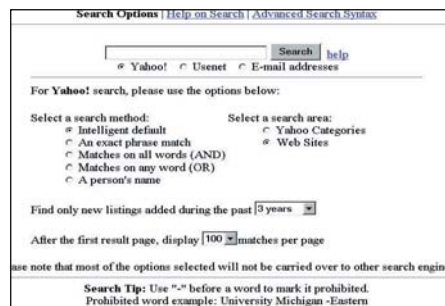 Search Options | Help on Search | Advanced Search Syntax
Search help
Yahoo! Usenet E-mail addresses
For Yahoo! search, please use the options below:
Select a search method: Select a search area:
Intelligent default Yahoo Categories
An exact phrase match Web Sites
Matches on all words (AND)
Matches on any word (OR)
A person's name
Find only new listings added during the past 3 years
After the first result page, display 100 matches per page
ase note that most of the options selected will not be carried over to other search engin
Search Tip: Use "-" before a word to mark it prohibited.
Prohibited word example: University Michigan -Eastern